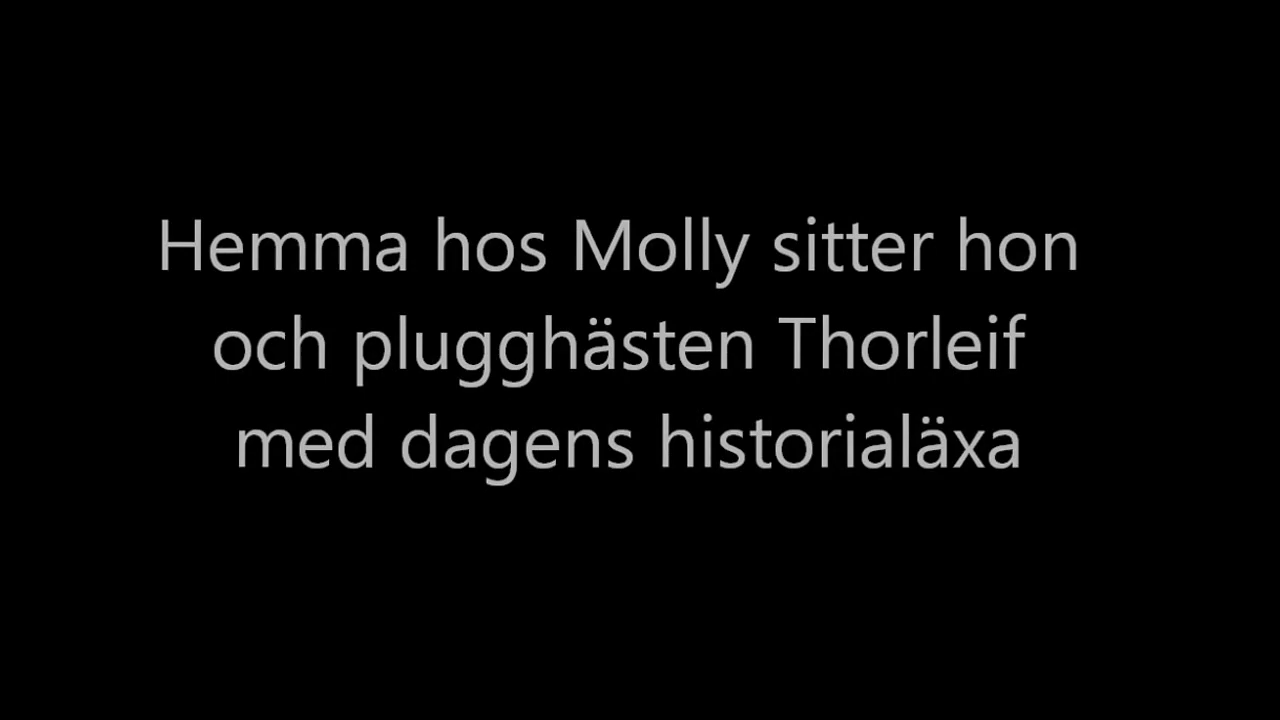 Hemma hos Molly sitter hon
och plugghästen Thorleif
med dagens historialäxa